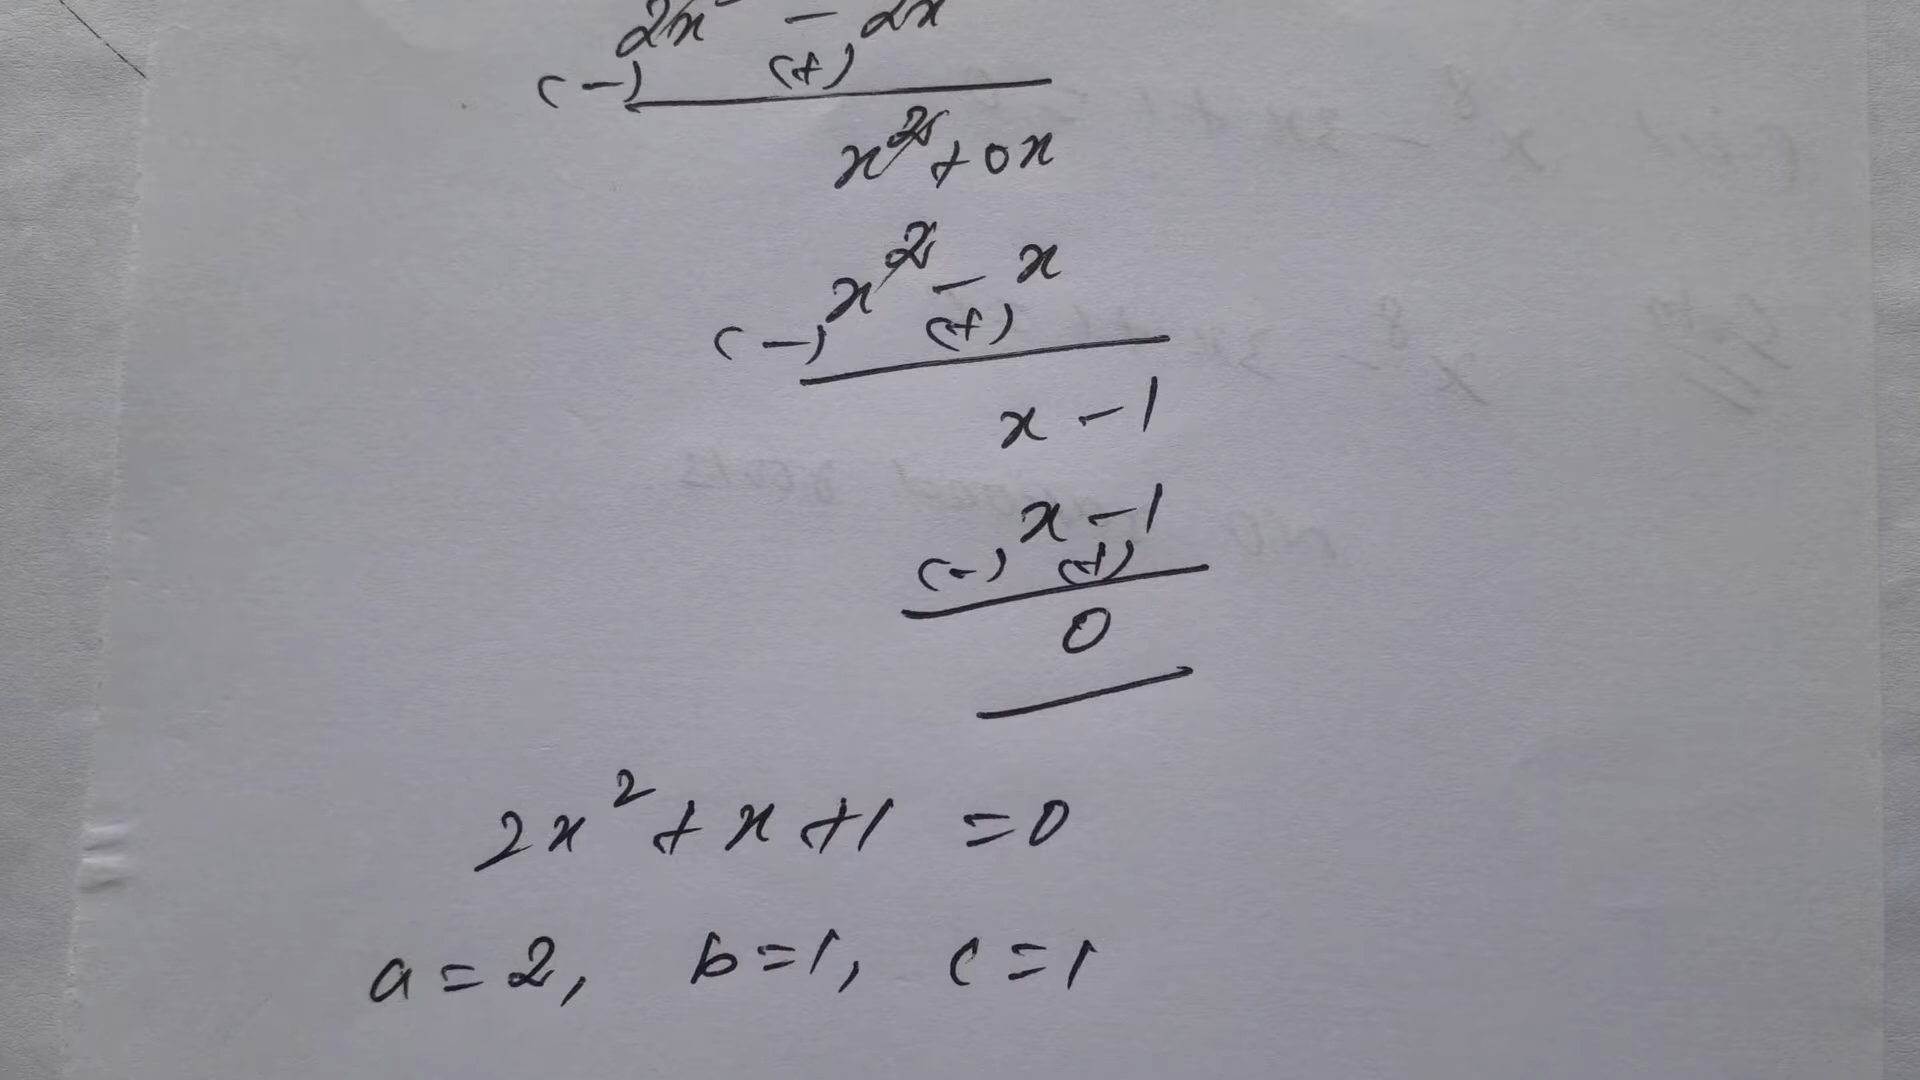 2x² - 2x
(-) (+)
x² + 0x
x² - x
(-) (+)
x - 1
x - 1
(-) (+)
0
2x² + x + 1 = 0
a = 2, b = 1, c = 1